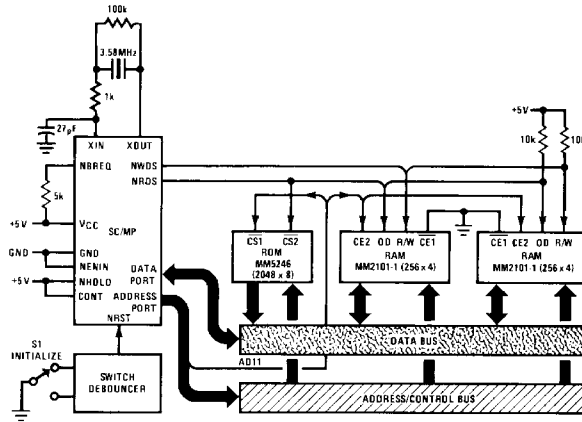 100k
3.58MHz
1k
27pF
XIN
XOUT
+5V
10k
NBREQ
NWDS
NRDS
5k
+5V
VCC
SC/MP
GND
GND
NENIN
+5V
NHOLD
CONT
DATA
PORT
ADDRESS
PORT
NRST
CS1 CS2
ROM
MM5246
(2048 x 8)
CE2 OD R/W CE1
RAM
MM2101-1 (256 x 4)
CE1 CE2 OD R/W
RAM
MM2101-1 (256 x 4)
DATA BUS
AD11
ADDRESS/CONTROL BUS
S1
INITIALIZE
SWITCH
DEBOUNCER